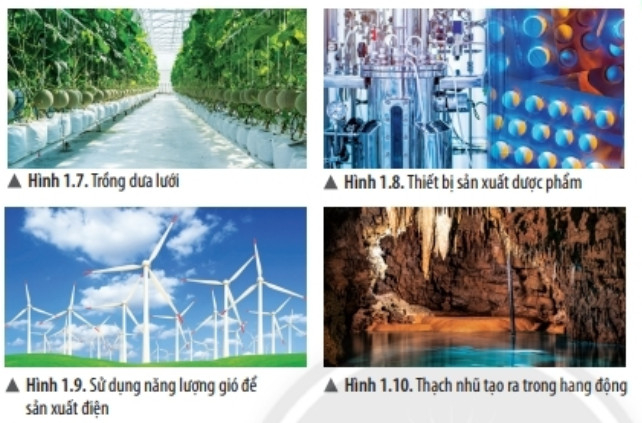 ▲ Hình 1.7. Trồng dưa lưới
▲ Hình 1.8. Thiết bị sản xuất dược phẩm
▲ Hình 1.9. Sử dụng năng lượng gió để
sản xuất điện
▲ Hình 1.10. Thạch nhũ tạo ra trong hang động